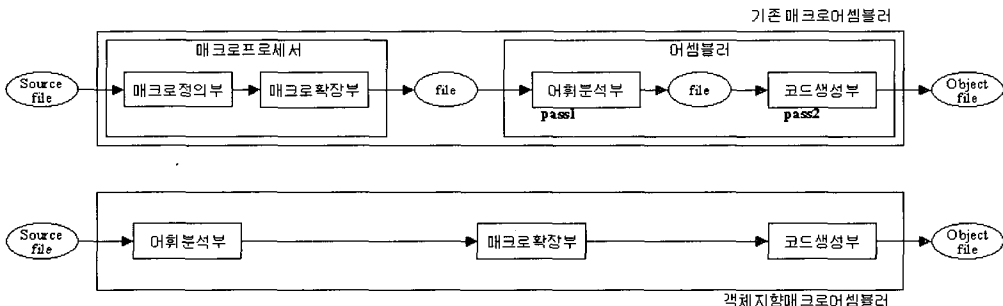 기존매크로어셈블러
매크로프로세서
어셈블러
Source
file
매크로정의부
매크로확장부
file
어휘분석부
pass1
file
코드생성부
pass2
Object
file
Source
file
어휘분석부
매크로확장부
코드생성부
Object
file
객체지향매크로어셈블러